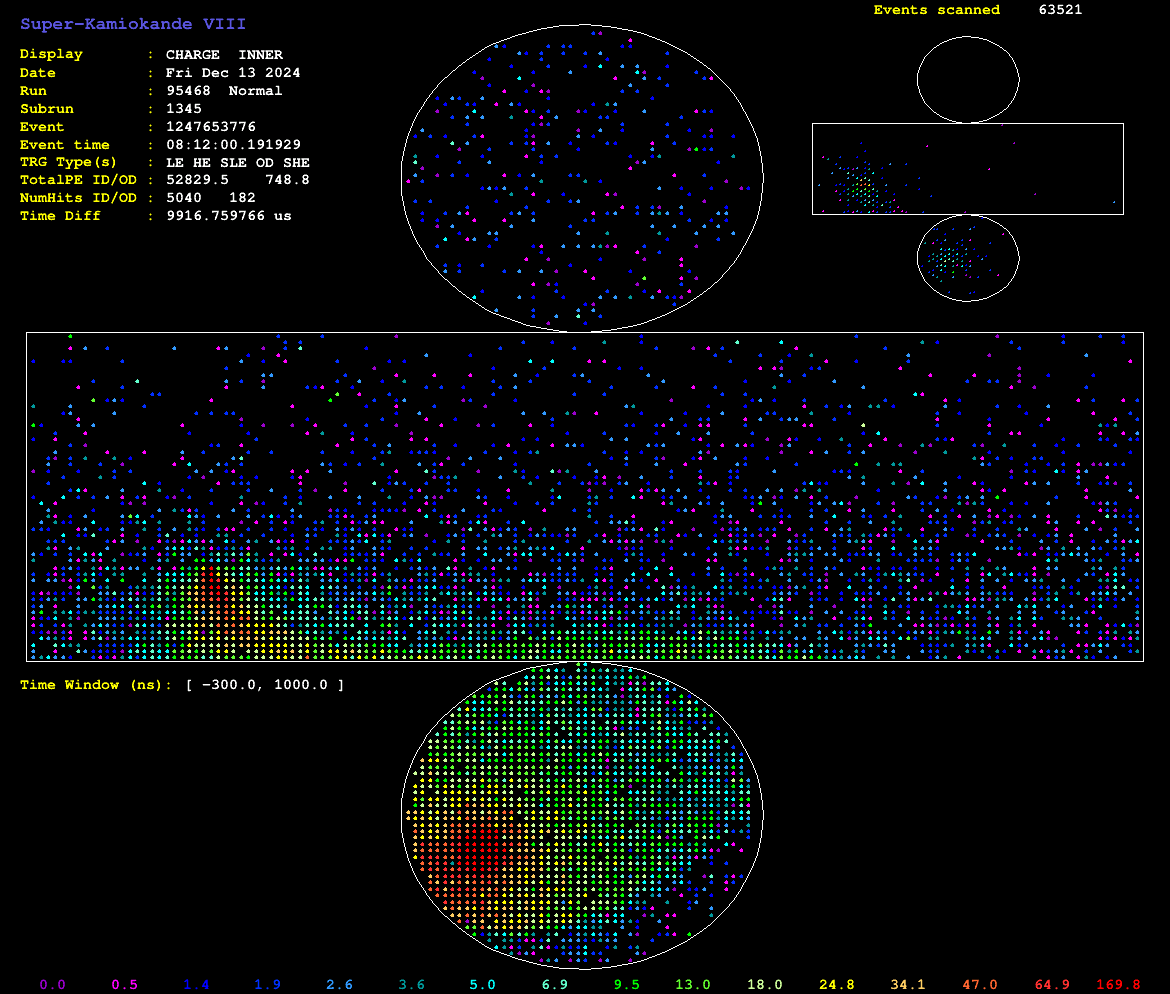 Super-Kamiokande VIII
Events scanned 63521
Display : CHARGE INNER
Date : Fri Dec 13 2024
Run : 95468 Normal
Subrun : 1345
Event : 1247653776
Event time : 08:12:00.191929
TRG Type(s) : LE HE SLE OD SHE
TotalPE ID/OD : 52829.5 748.8
NumHits ID/OD : 5040 182
Time Diff : 9916.759766 us
Time Window (ns): [ -300.0, 1000.0 ]
0.0 0.5 1.4 1.9 2.6 3.6 5.0 6.9 9.5 13.0 18.0 24.8 34.1 47.0 64.9 169.8